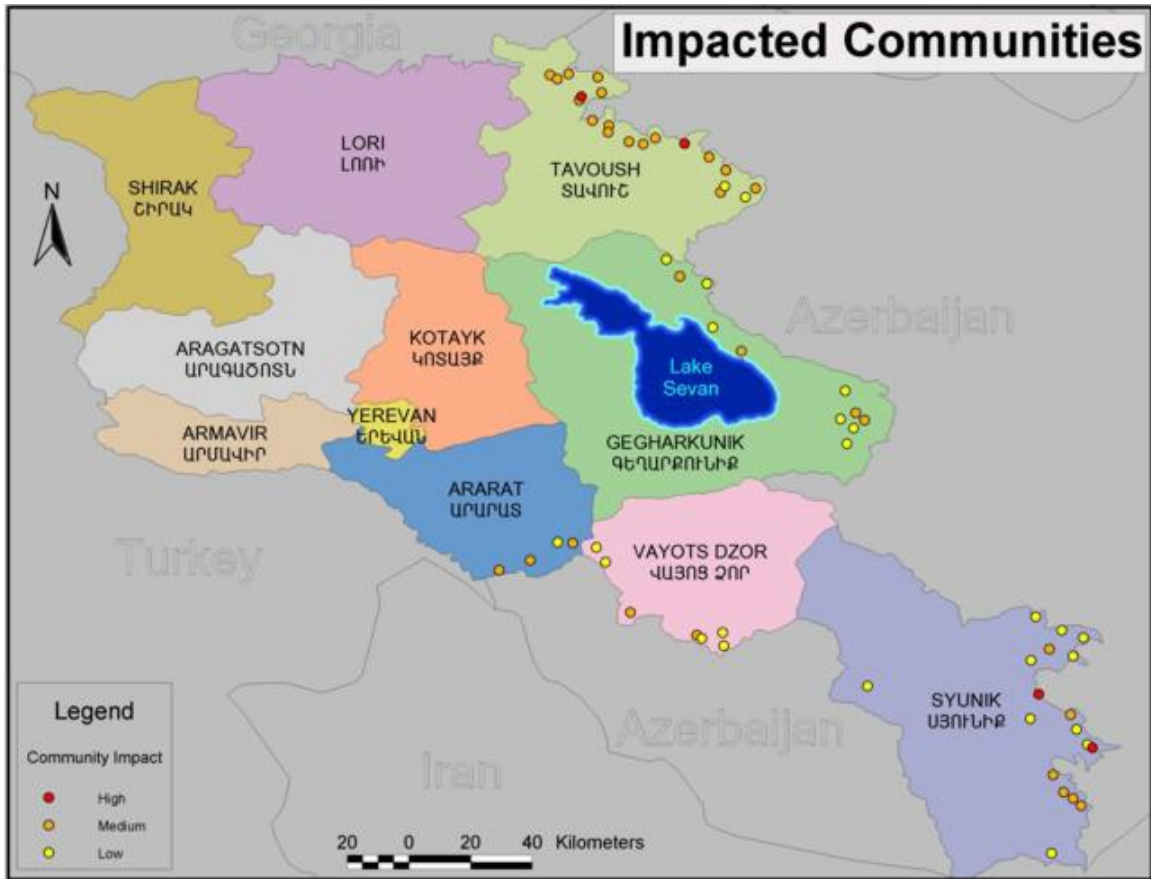 Impacted Communities
Georgia
LORI
ԼՈՌԻ
SHIRAK
ՇԻՐԱԿ
TAVOUSH
ՏԱՎՈՒՇ
N
Azerbaijan
KOTAYK
ԿՈՏԱՅՔ
ARAGATSOTN
ԱՐԱԳԱԾՈՏՆ
Lake
Sevan
YEREVAN
ԵՐԵՎԱՆ
ARMAVIR
ԱՐՄԱՎԻՐ
GEGHARKUNIK
ԳԵՂԱՐՔՈՒՆԻՔ
ARARAT
ԱՐԱՐԱՏ
VAYOTS DZOR
ՎԱՅՈՑ ՁՈՐ
Turkey
SYUNIK
ՍՅՈՒՆԻՔ
Azerbaijan
Iran
Legend
Community Impact
High
Medium
Low
20 0 20 40 Kilometers